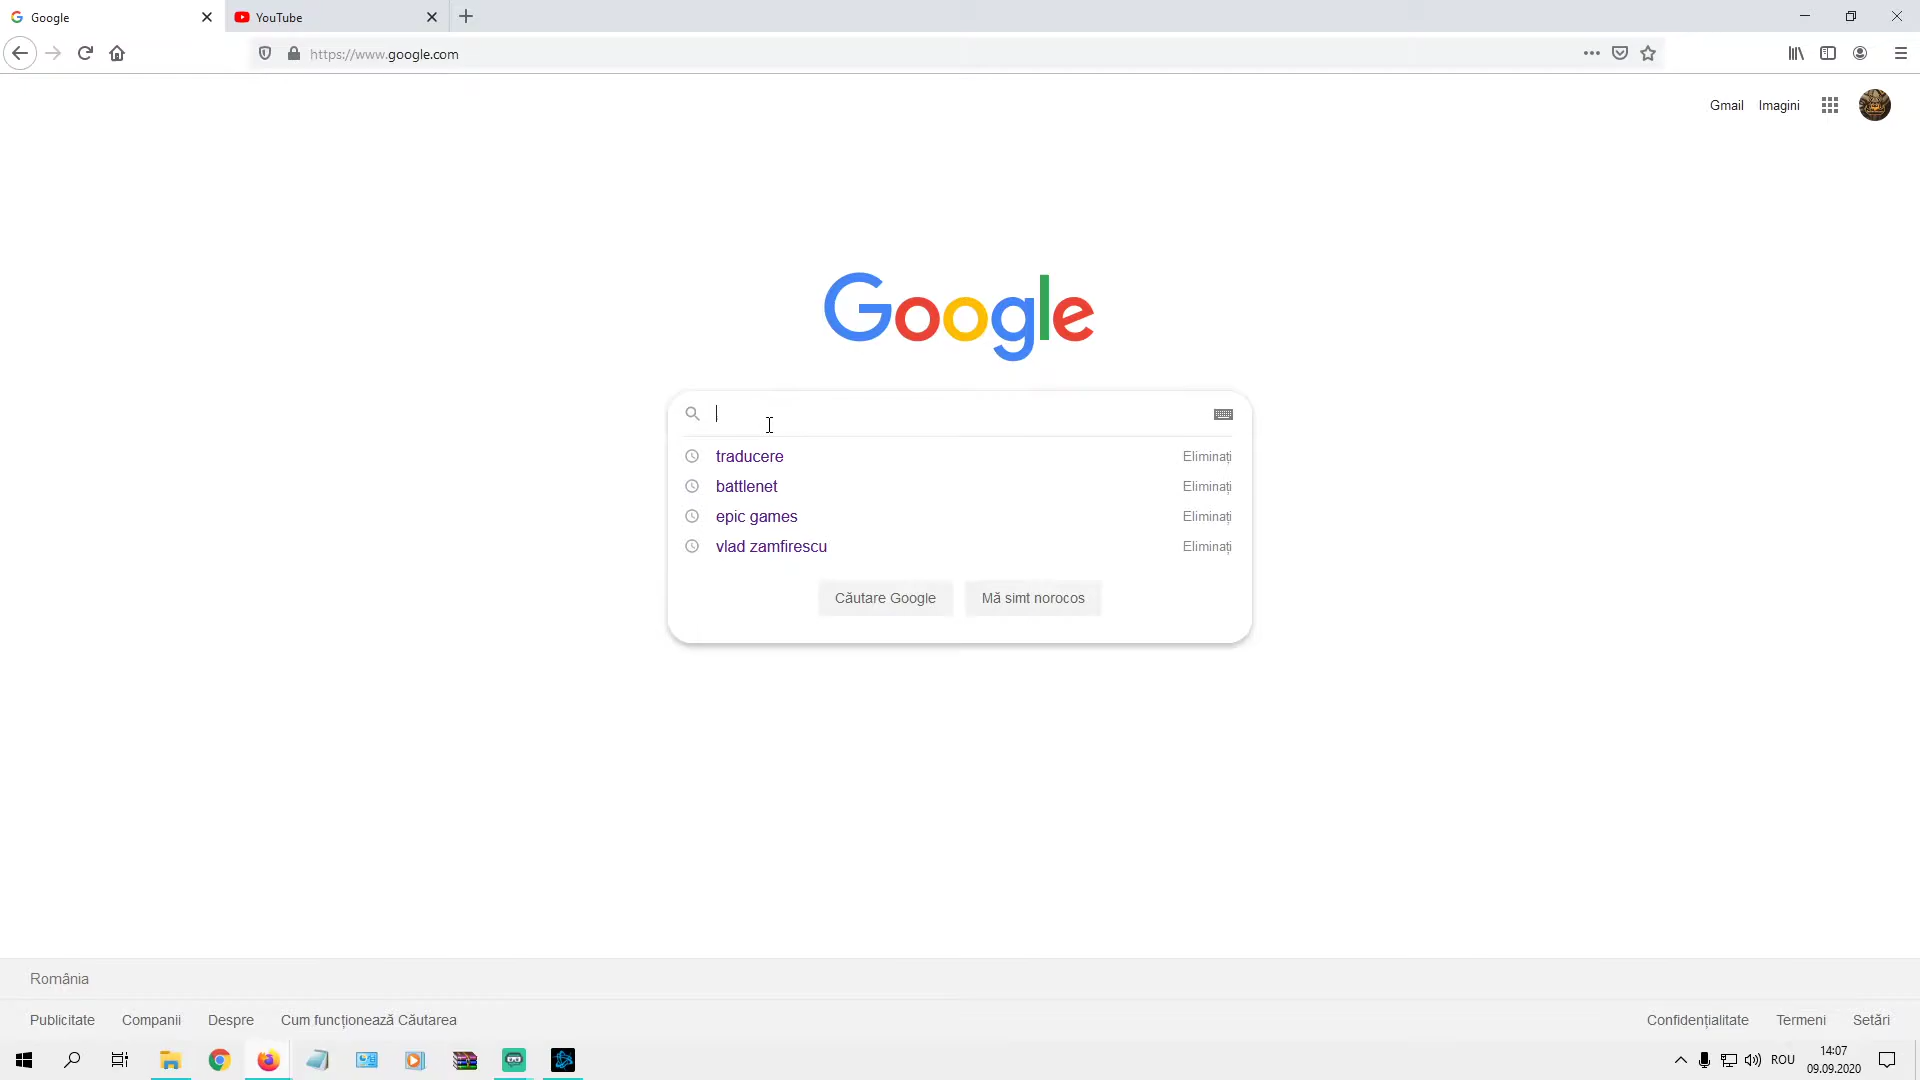 Google
YouTube
https://www.google.com
Gmail
Imagini
Google
traducere
Eliminați
battlenet
Eliminați
epic games
Eliminați
vlad zamfirescu
Eliminați
Căutare Google
Mă simt norocos
România
Publicitate
Companii
Despre
Cum funcționează Căutarea
Confidențialitate
Termeni
Setări
ROU
14:07
09.09.2020